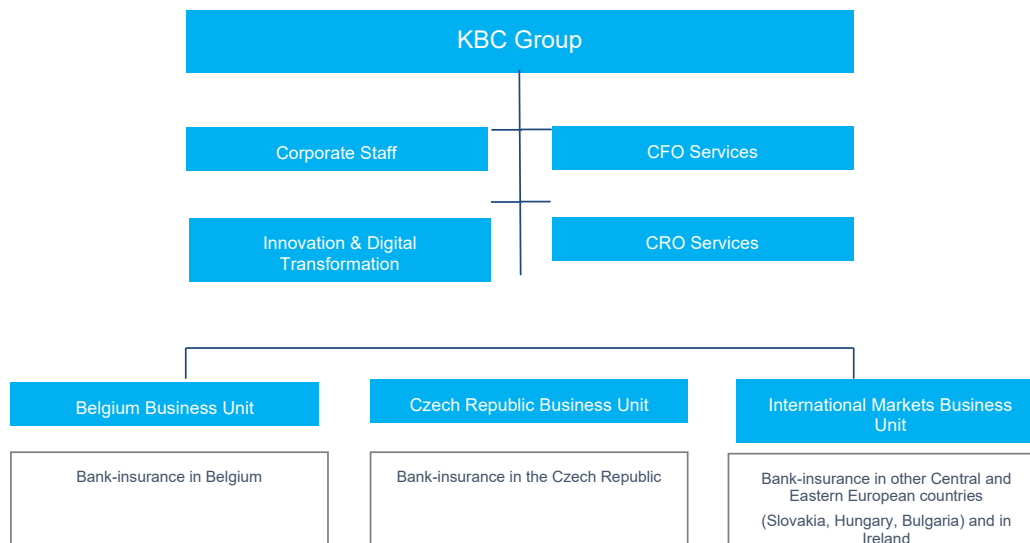 KBC Group
Corporate Staff
CFO Services
Innovation & Digital
Transformation
CRO Services
Belgium Business Unit
Czech Republic Business Unit
International Markets Business
Unit
Bank-insurance in Belgium
Bank-insurance in the Czech Republic
Bank-insurance in other Central and
Eastern European countries
(Slovakia, Hungary, Bulgaria) and in
Ireland